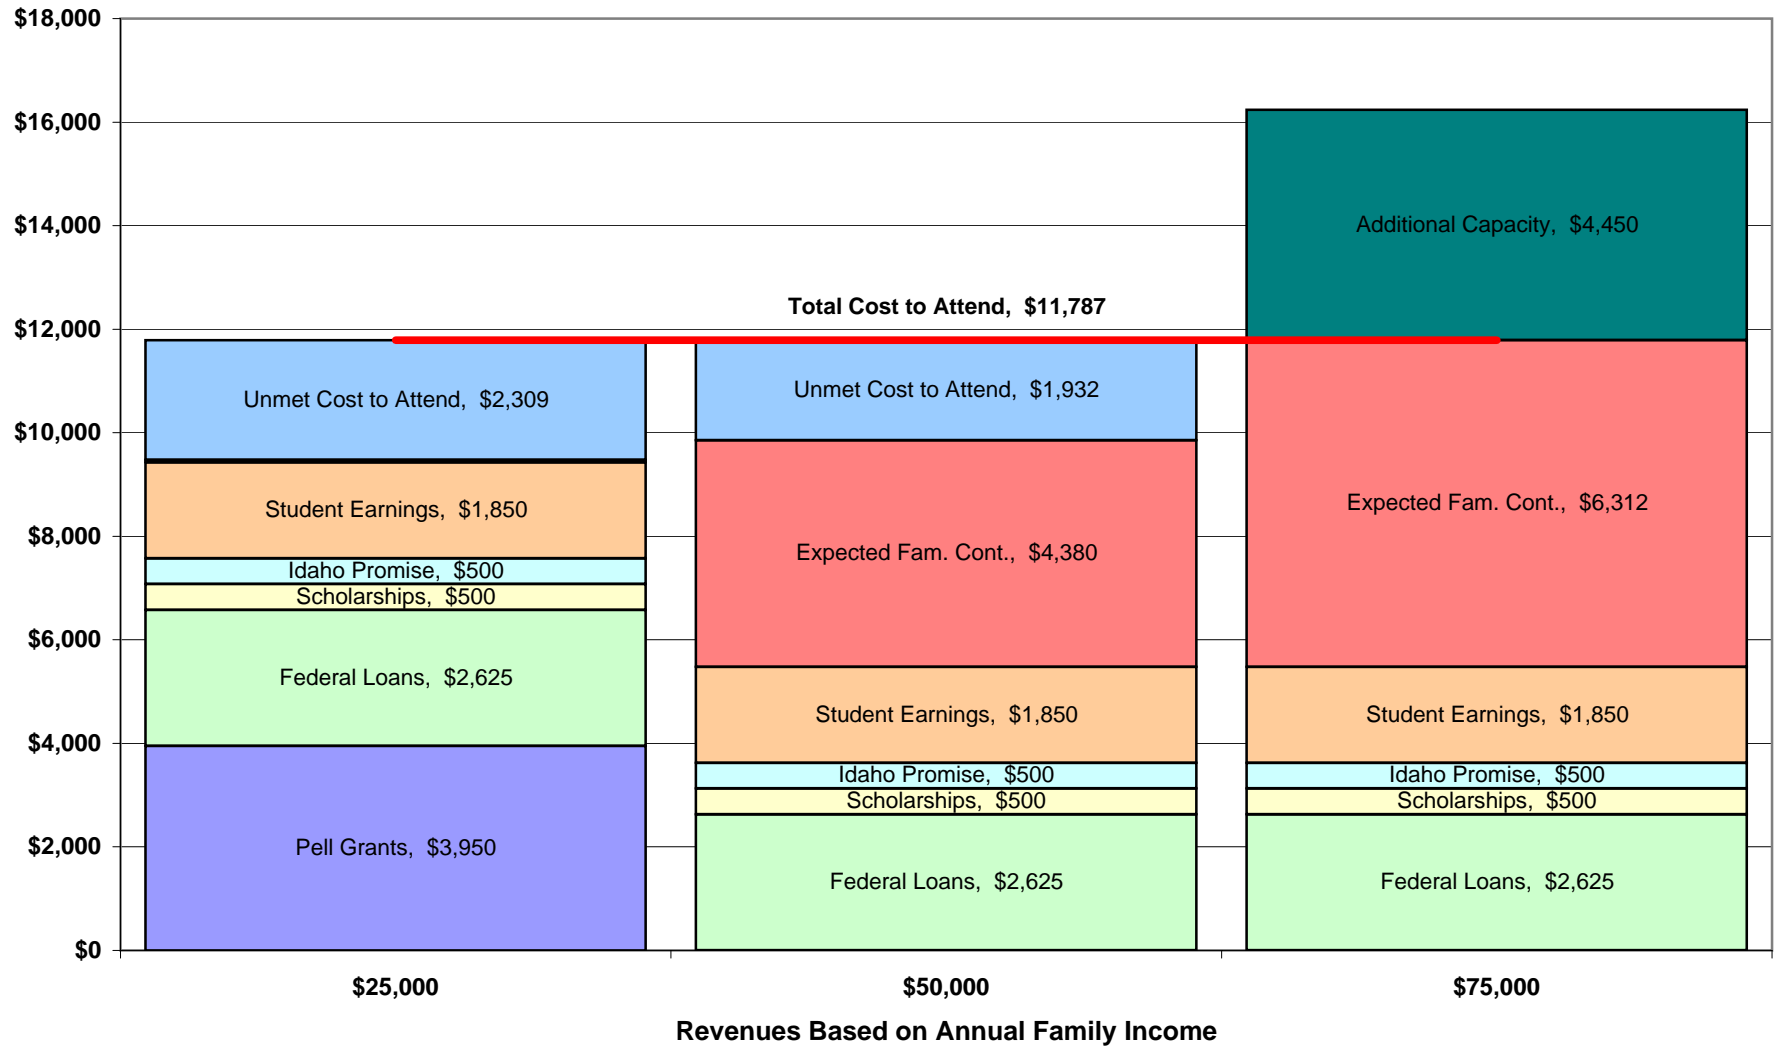 $18,000
$16,000
$14,000
$12,000
$10,000
$8,000
$6,000
$4,000
$2,000
$0
Total Cost to Attend, $11,787
Unmet Cost to Attend, $2,309
Student Earnings, $1,850
Idaho Promise, $500
Scholarships, $500
Federal Loans, $2,625
Pell Grants, $3,950
Unmet Cost to Attend, $1,932
Expected Fam. Cont., $4,380
Student Earnings, $1,850
Idaho Promise, $500
Scholarships, $500
Federal Loans, $2,625
Additional Capacity, $4,450
Expected Fam. Cont., $6,312
Student Earnings, $1,850
Idaho Promise, $500
Scholarships, $500
Federal Loans, $2,625
$25,000
$50,000
$75,000
Revenues Based on Annual Family Income